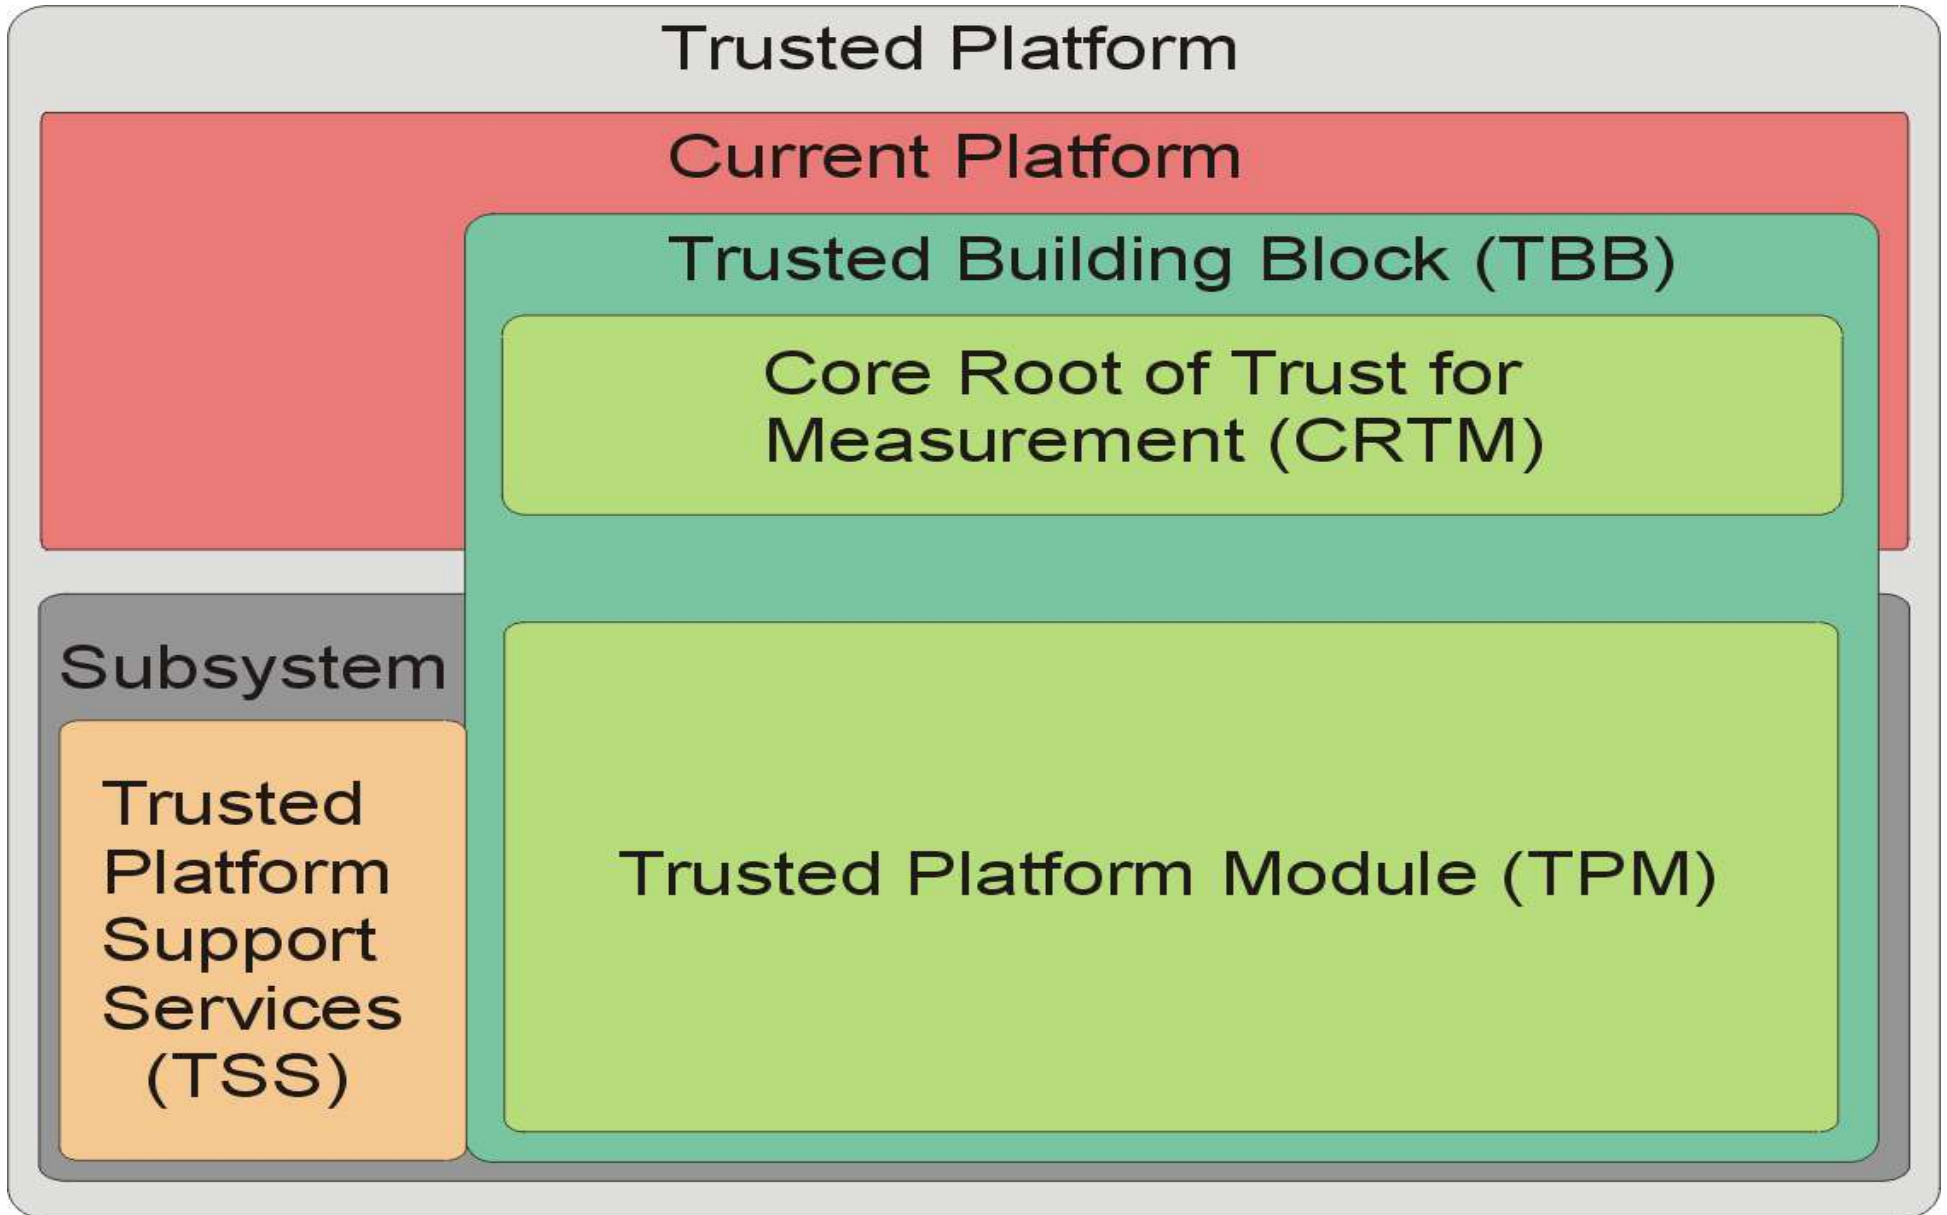 Trusted Platform
Current Platform
Trusted Building Block (TBB)
Core Root of Trust for
Measurement (CRTM)
Subsystem
Trusted
Platform
Support
Services
(TSS)
Trusted Platform Module (TPM)